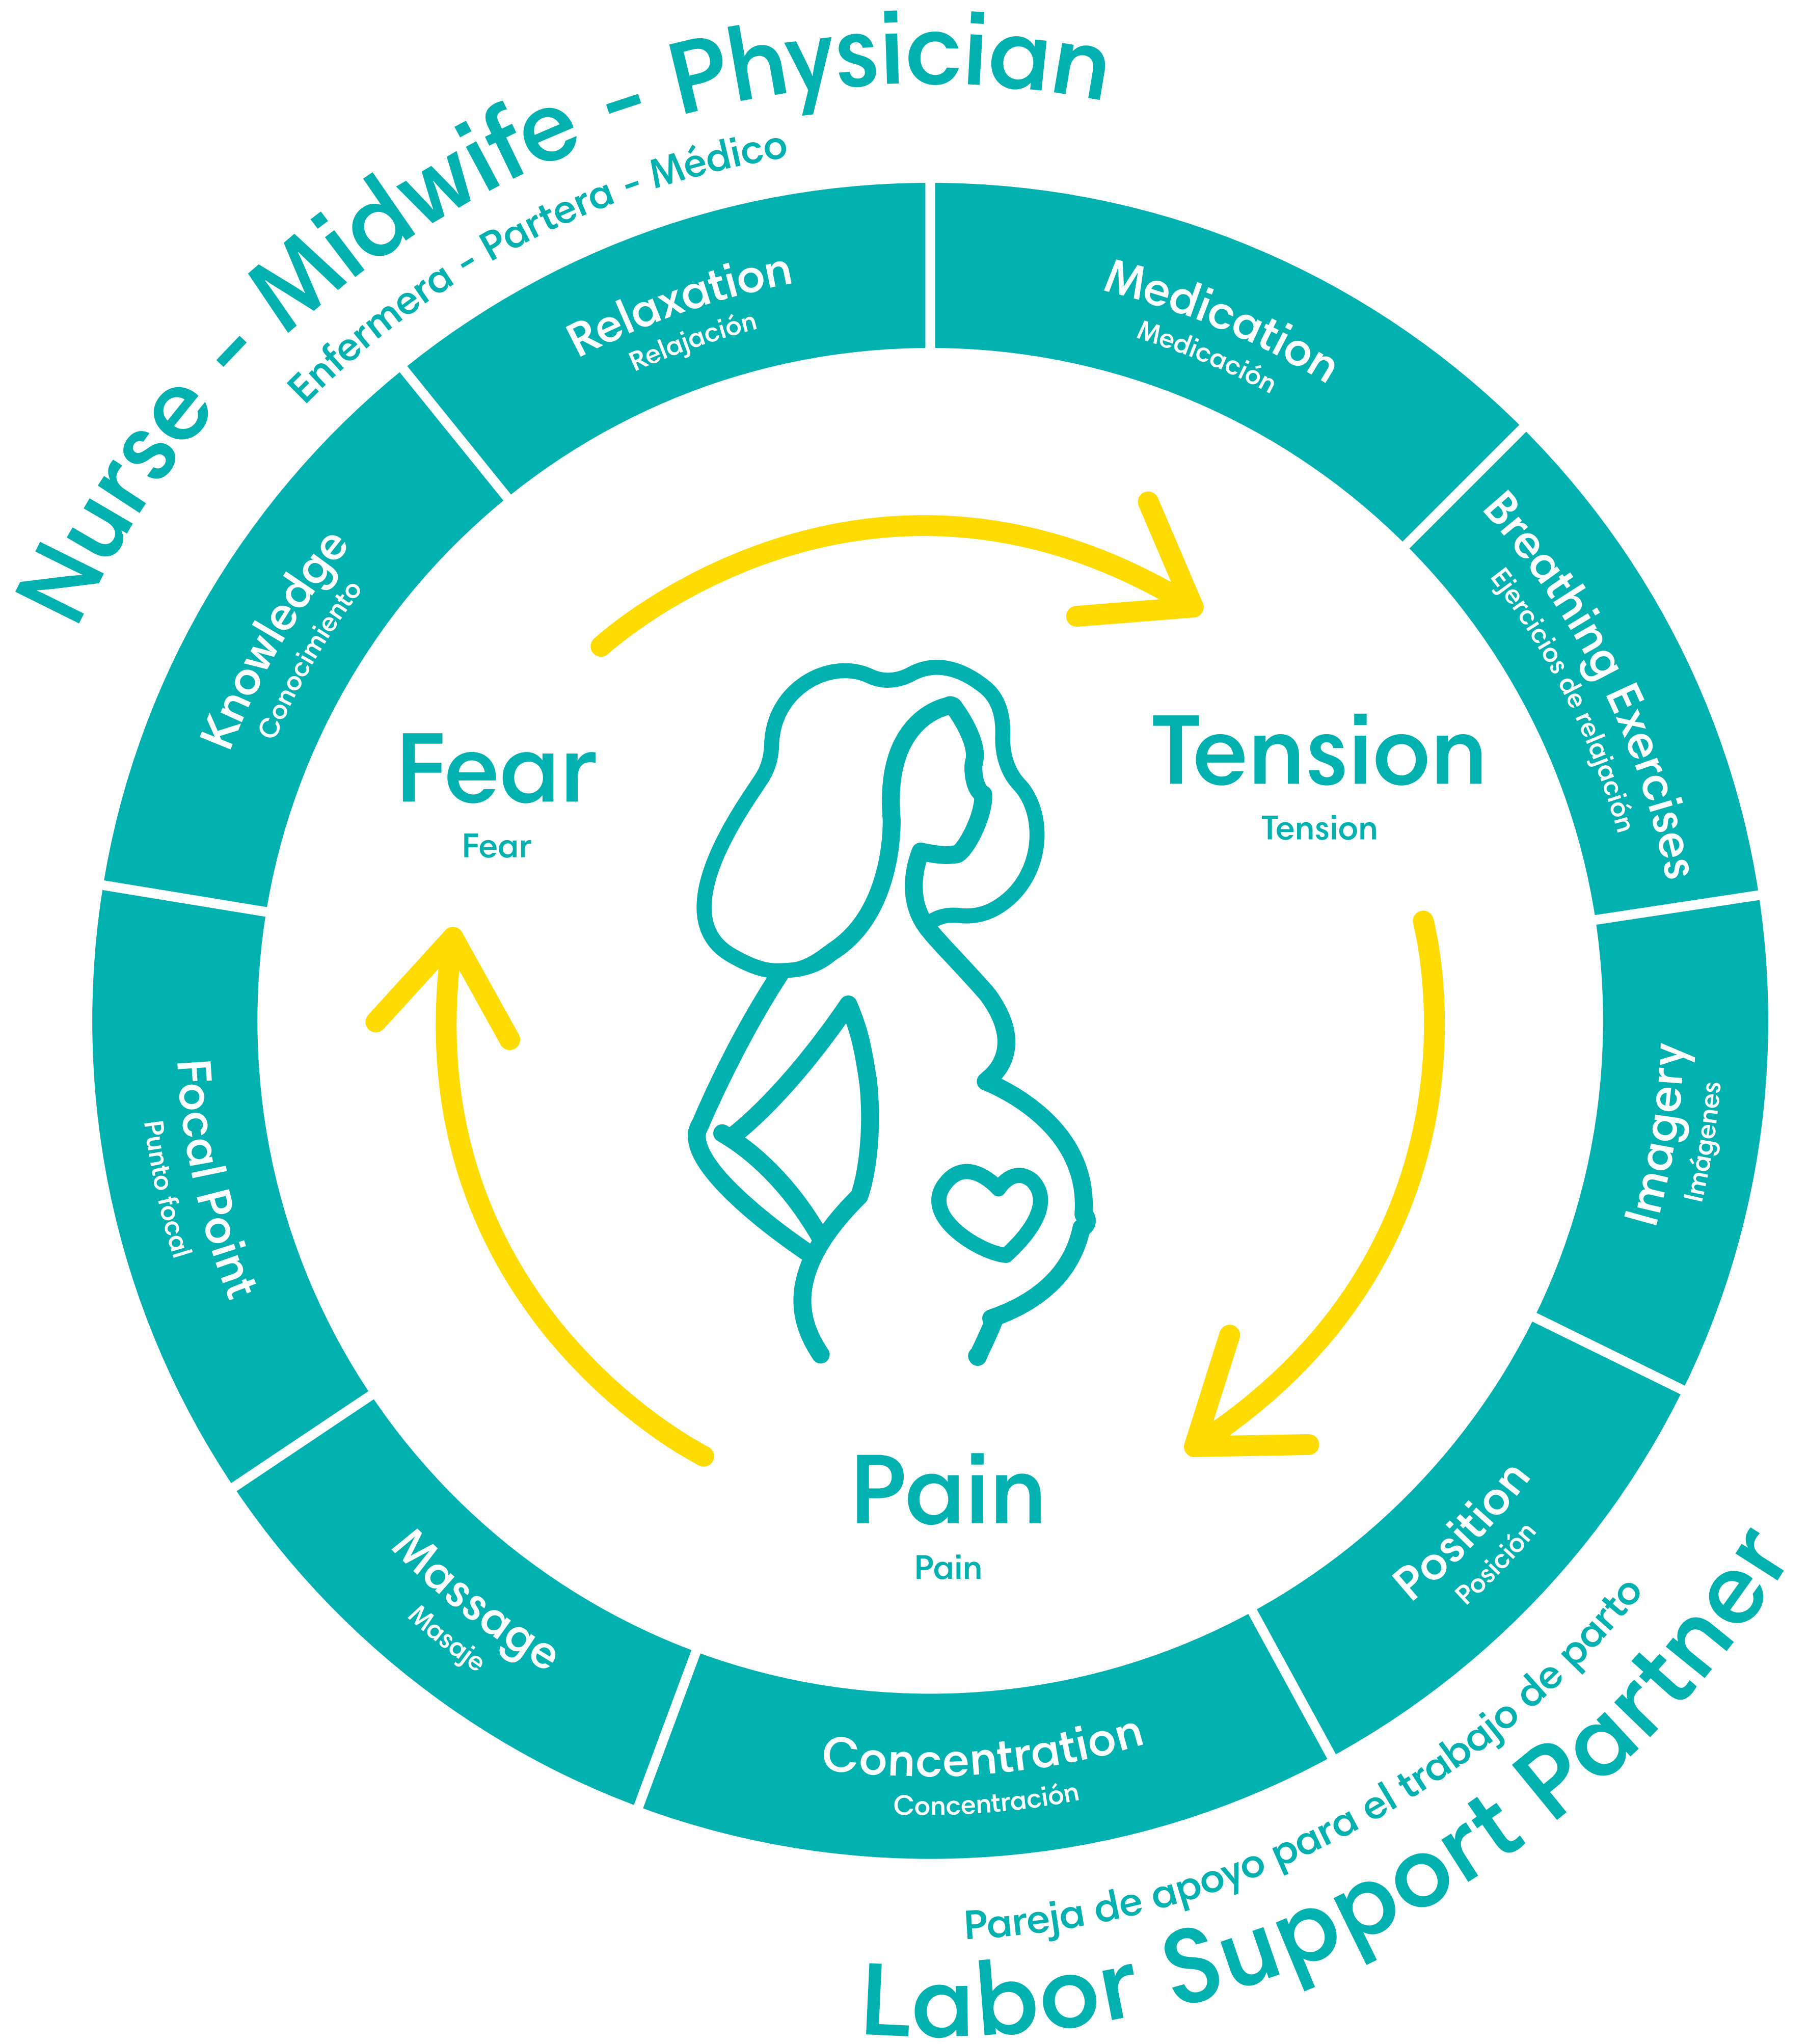 Nurse – Midwife – Physician
Enfermera – Partera – Médico
Relaxation
Relajación
Medication
Medicación
Breathing Exercises
Ejercicios de relajación
Imagery
Imágenes
Position
Posición
Concentration
Concentración
Massage
Masaje
Focal Point
Punto focal
Knowledge
Conocimiento
Fear
Fear
Tension
Tension
Pain
Pain
Pareja de apoyo para el trabajo de parto
Labor Support Partner